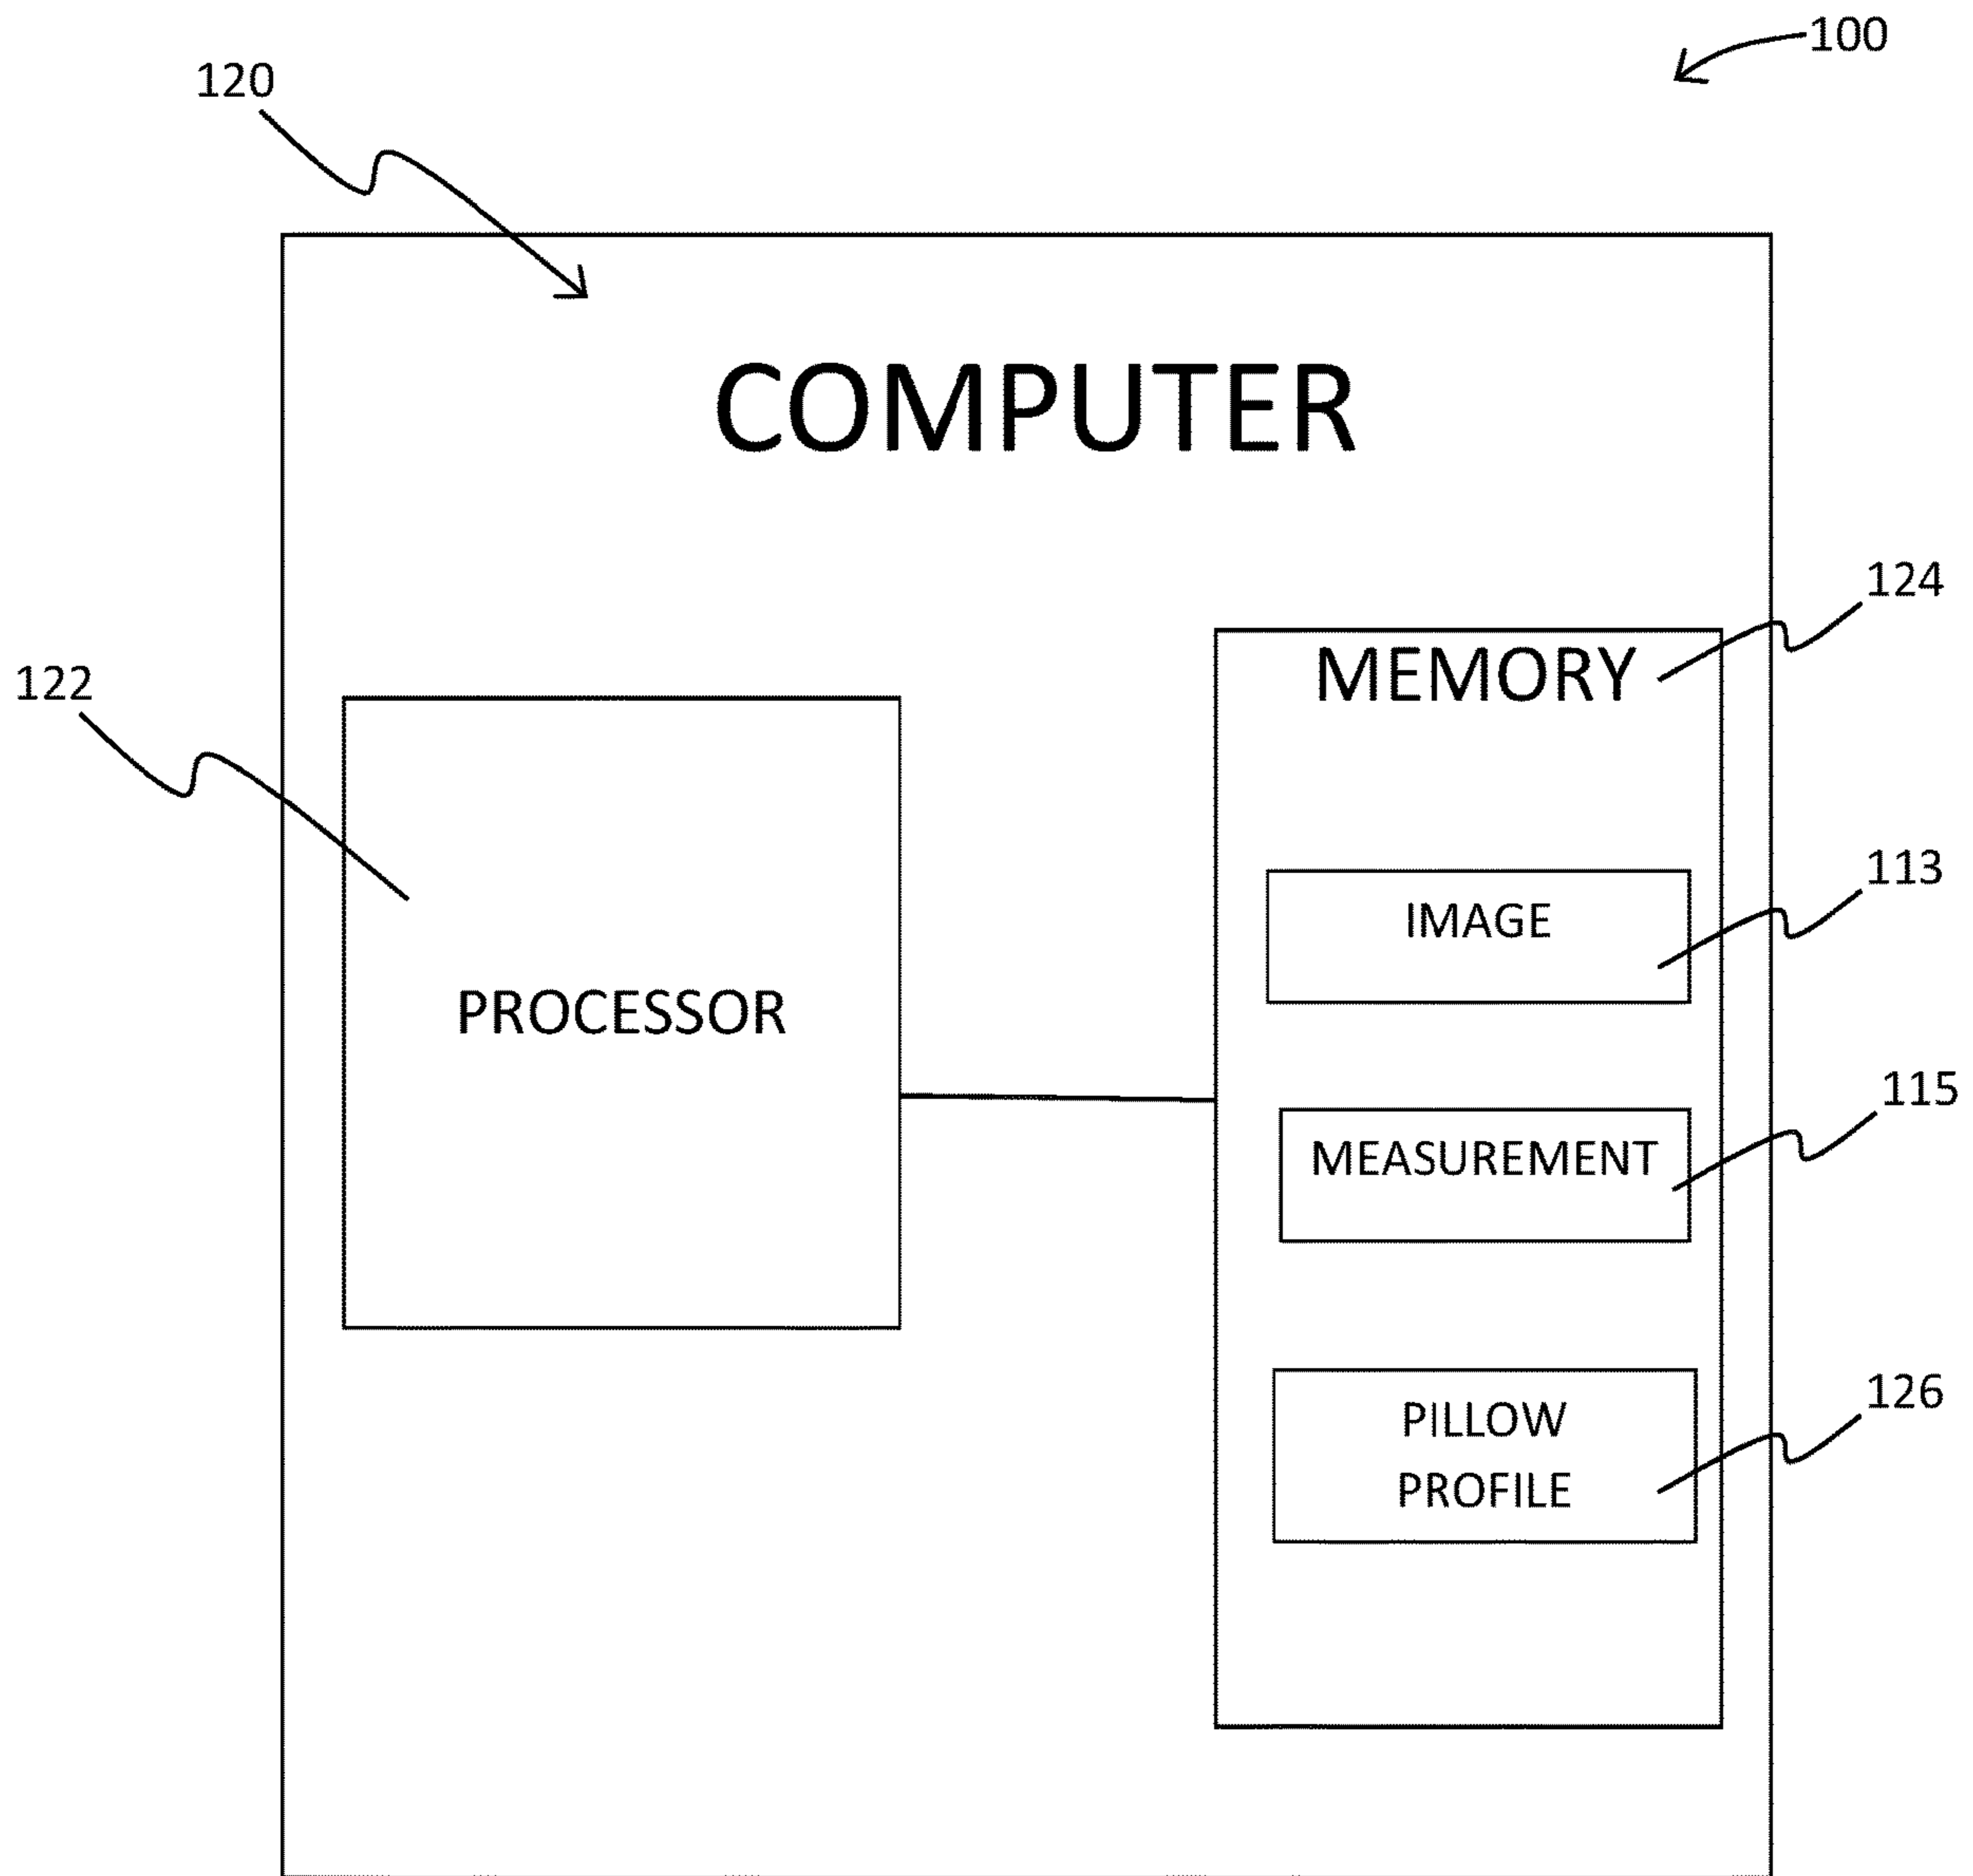 100
120
COMPUTER
124
MEMORY
122
113
IMAGE
PROCESSOR
115
MEASUREMENT
126
PILLOW
PROFILE